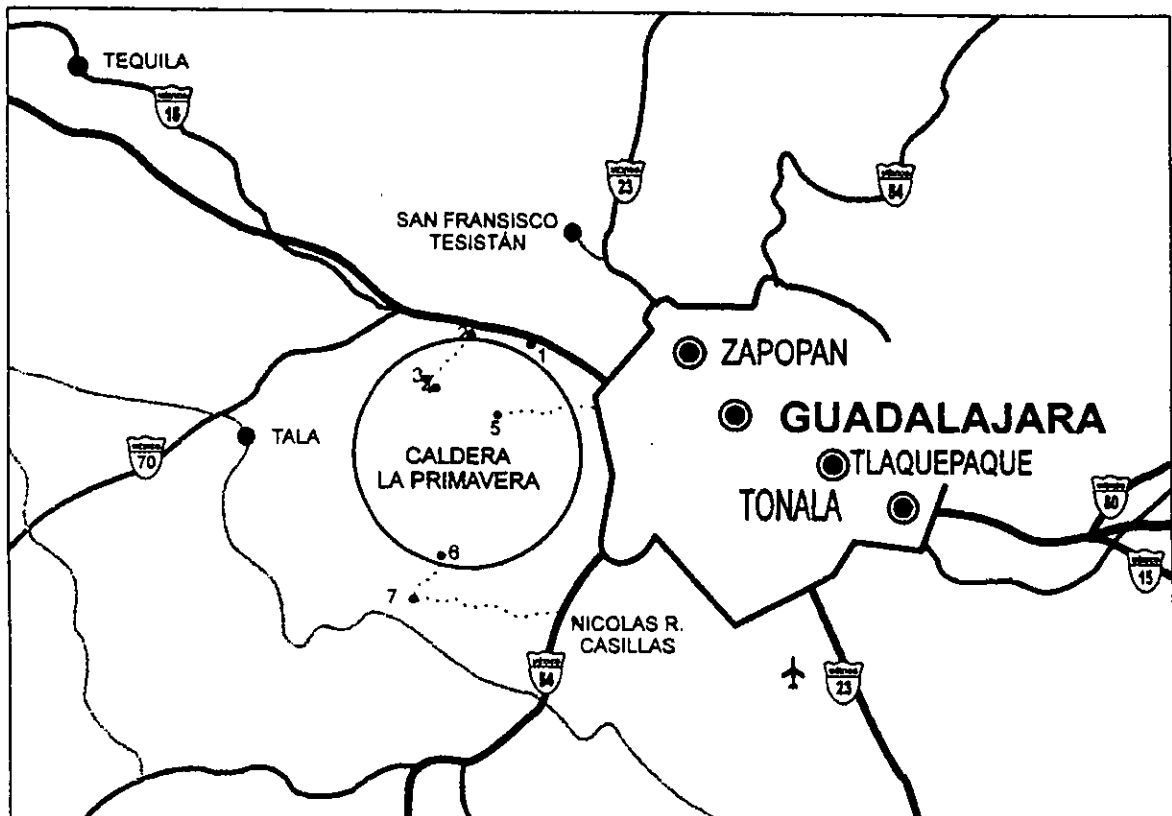 TEQUILA
15
23
54
SAN FRANSISCO
TESISTÁN
ZAPOPAN
2
1
3
GUADALAJARA
5
TALA
CALDERA
LA PRIMAVERA
TLAQUEPAQUE
70
TONALA
80
6
15
7
NICOLAS R.
CASILLAS
54
23